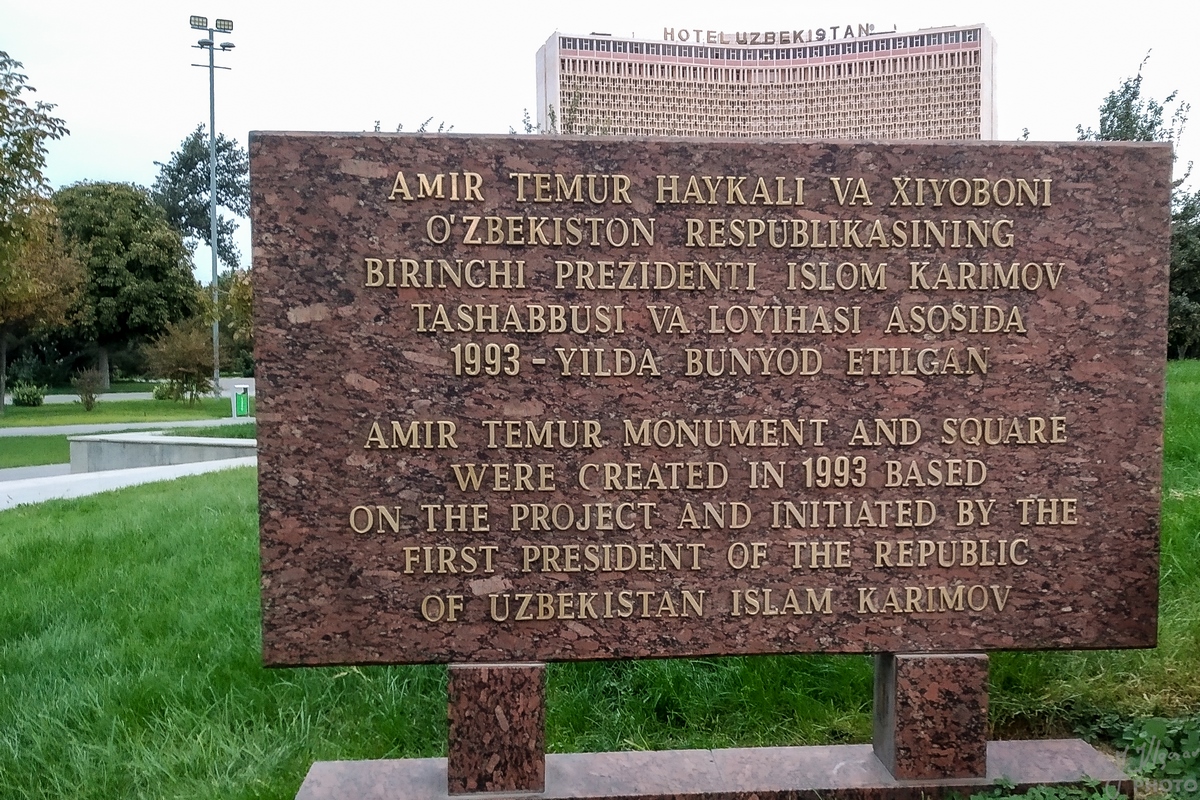 HOTEL UZBEKISTAN
AMIR TEMUR HAYKALI VA XIYOBONI
O'ZBEKISTON RESPUBLIKASINING
BIRINCHI PREZIDENTI ISLOM KARIMOV
TASHABBUSI VA LOYIHASI ASOSIDA
1993-YILDA BUNYOD ETILGAN
AMIR TEMUR MONUMENT AND SQUARE
WERE CREATED IN 1993 BASED
ON THE PROJECT AND INITIATED BY THE
FIRST PRESIDENT OF THE REPUBLIC
OF UZBEKISTAN ISLAM KARIMOV
PHOTO